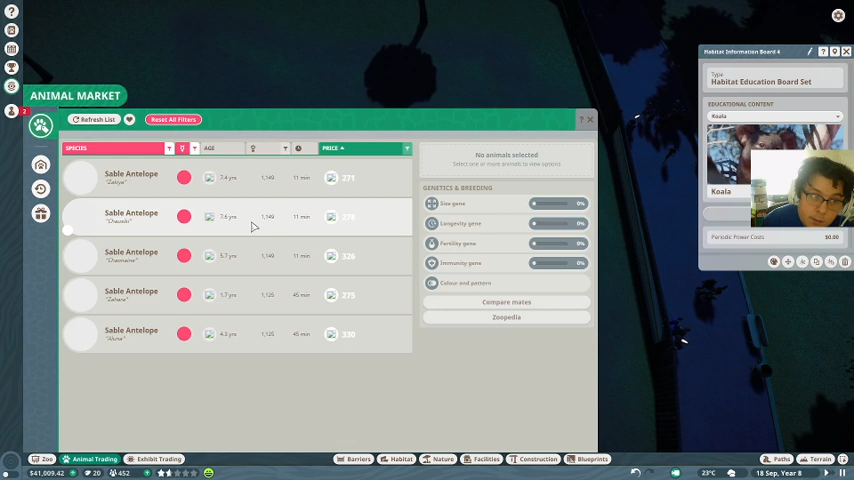 Habitat Information Board 4
Type
Habitat Education Board Set
EDUCATIONAL CONTENT
Koala
Koala
Periodic Power Costs $0.00
2
ANIMAL MARKET
Refresh List Reset All Filters
SPECIES AGE PRICE
Sable Antelope 7.4 yrs 1,149 11 min 271
Sable Antelope 7.6 yrs 1,149 11 min 276
Sable Antelope 5.7 yrs 1,149 11 min 326
Sable Antelope 1.7 yrs 1,125 45 min 275
"Zahara"
Sable Antelope 4.3 yrs 1,125 45 min 330
No animals selected
Select one or more animals to view options
GENETICS & BREEDING
Size gene 0%
Longevity gene 0%
Fertility gene 0%
Immunity gene 0%
Colour and pattern
Compare mates
Zoopedia
Zoo Animal Trading Exhibit Trading Barriers Habitat Nature Facilities Construction Blueprints Paths Terrain
$41,009.42 20 452 23°C 18 Sep, Year 8